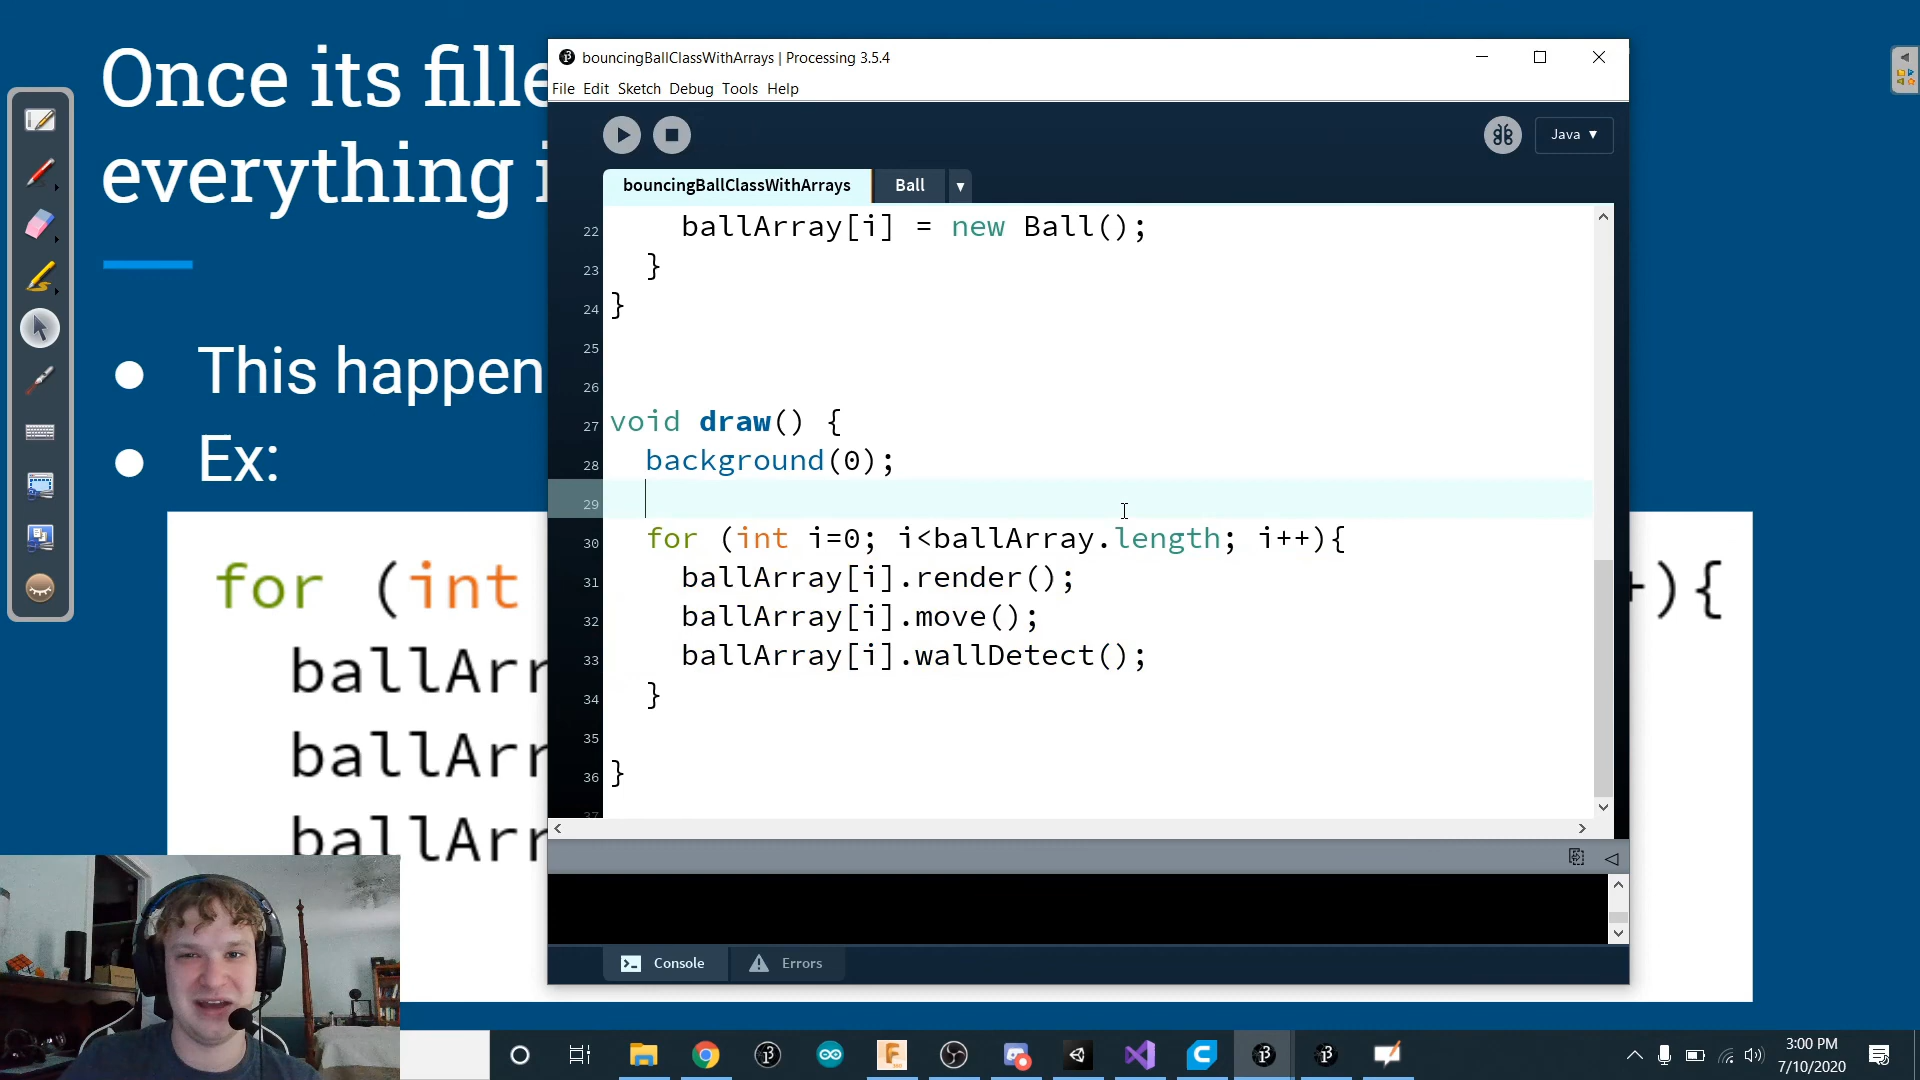 Once its fille
everything i
This happen
Ex:
for (int
+){
ballArr
ballArr
ballArr
bouncingBallClassWithArrays | Processing 3.5.4
File Edit Sketch Debug Tools Help
Java ▼
bouncingBallClassWithArrays Ball ▼
22 ballArray[i] = new Ball();
23 }
24 }
25
26
27 void draw() {
28 background(0);
29
30 for (int i=0; i<ballArray.length; i++){
31 ballArray[i].render();
32 ballArray[i].move();
33 ballArray[i].wallDetect();
34 }
35
36 }
37
Console Errors
3:00 PM
7/10/2020